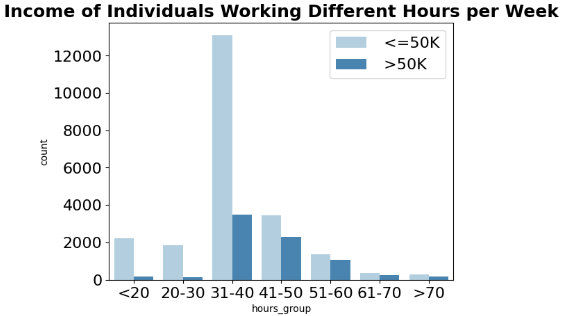 Income of Individuals Working Different Hours per Week
<=50K
>50K
12000
10000
8000
6000
4000
2000
0
count
<20 20-30 31-40 41-50 51-60 61-70 >70
hours_group